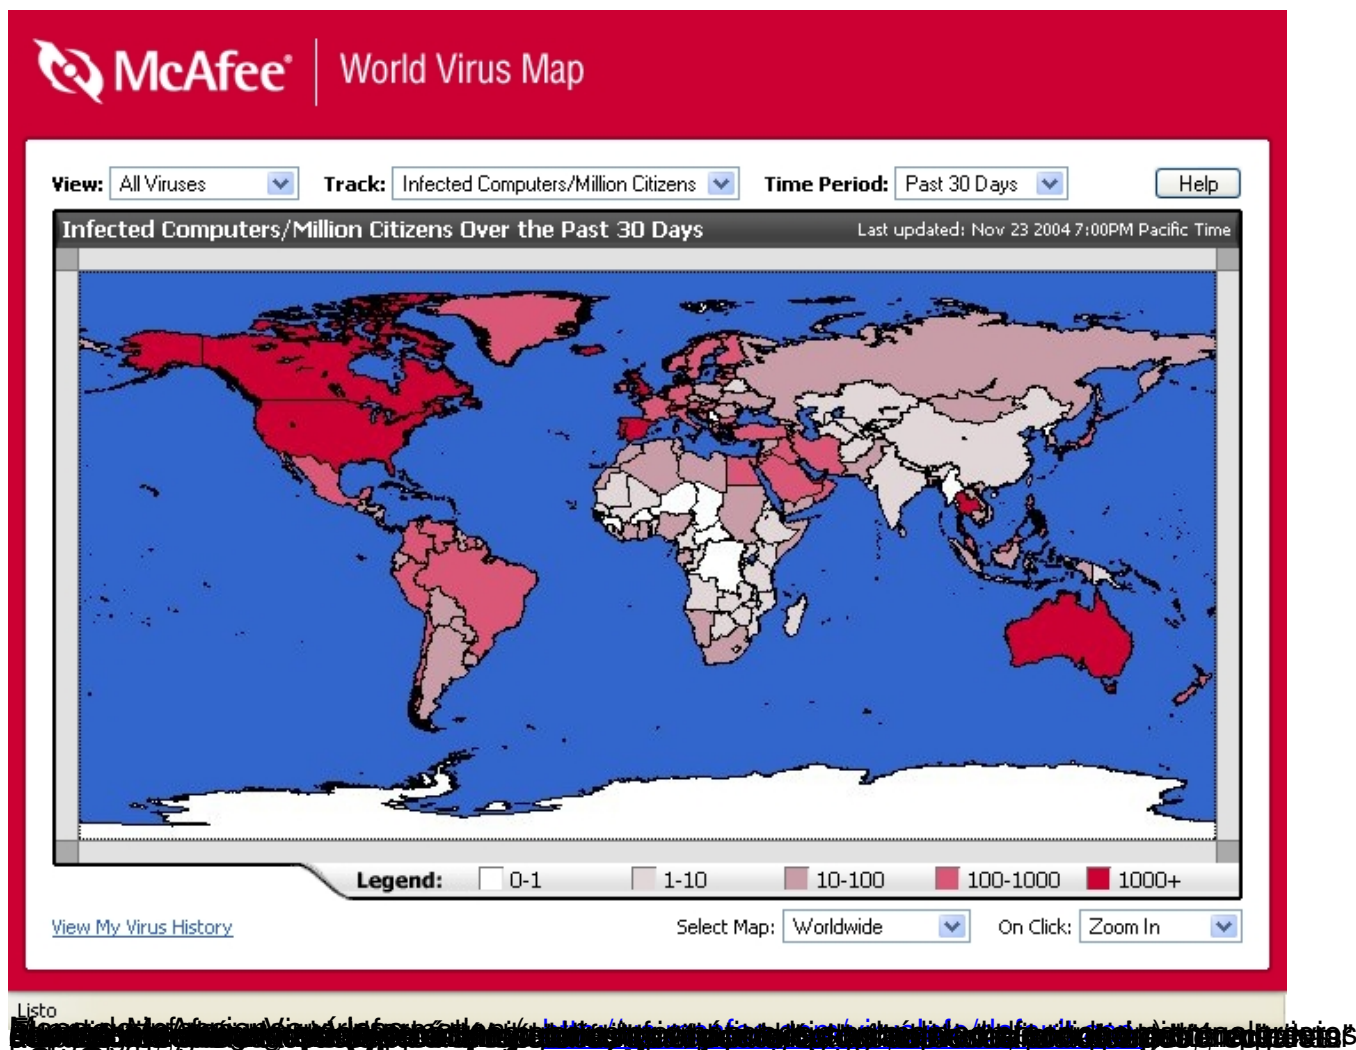 McAfee®
World Virus Map
View: All Viruses Track: Infected Computers/Million Citizens Time Period: Past 30 Days Help
Infected Computers/Million Citizens Over the Past 30 Days
Last updated: Nov 23 2004 7:00PM Pacific Time
Legend: 0-1 1-10 10-100 100-1000 1000+
View My Virus History
Select Map: Worldwide On Click: Zoom In
Listo